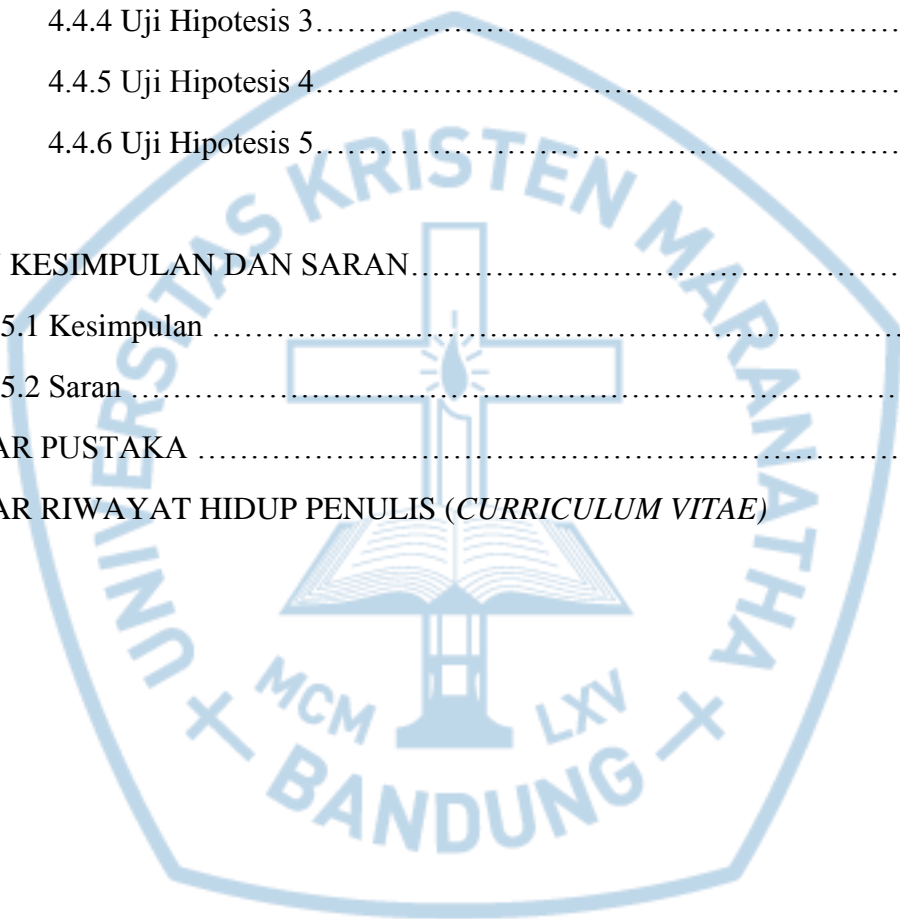 4.4.4 Uji Hipotesis 3……………………………………………………
4.4.5 Uji Hipotesis 4……………………………………………………
4.4.6 Uji Hipotesis 5……………………………………………………
KESIMPULAN DAN SARAN……………………………………………
5.1 Kesimpulan ……………………………………………………………
5.2 Saran ……………………………………………………………………
AR PUSTAKA ………………………………………………………………
AR RIWAYAT HIDUP PENULIS (CURRICULUM VITAE)
UNIVERSITAS KRISTEN MARANATHA
MCM LXV
BANDUNG